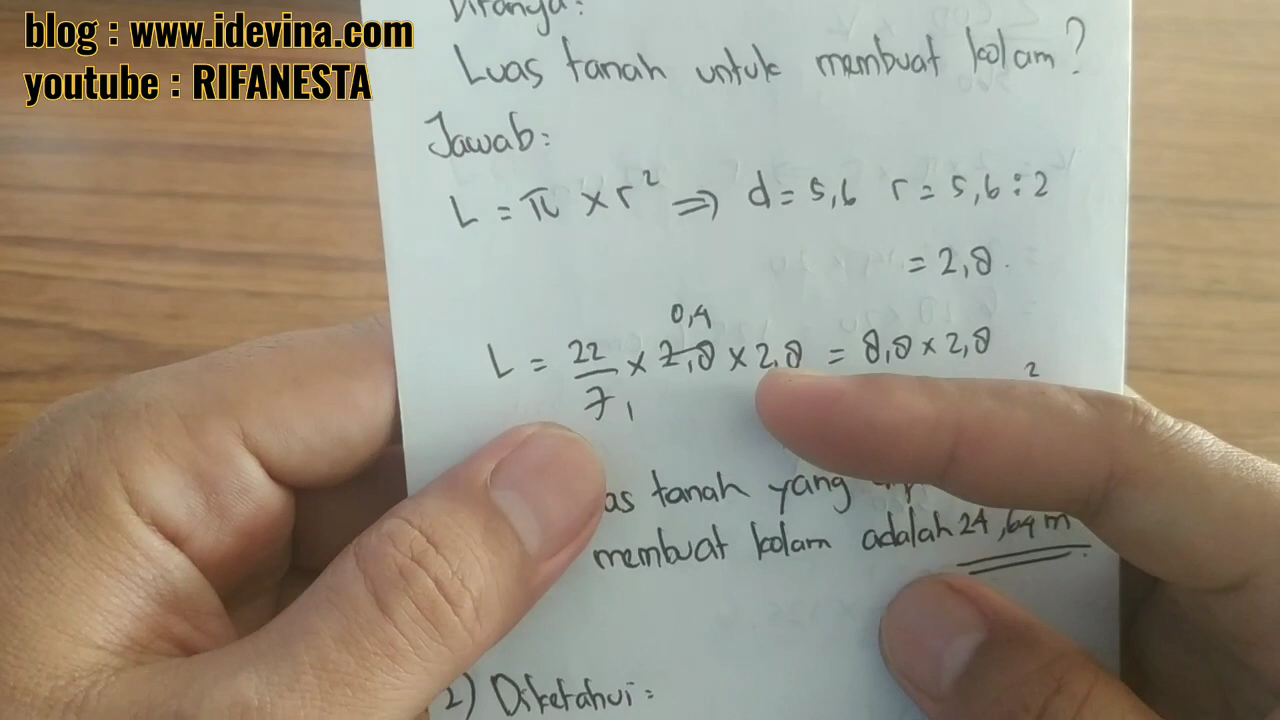 blog : www.idevina.com
youtube : RIFANESTA
Ditanya:
Luas tanah untuk membuat kolam?
Jawab:
L = π × r² ⇒ d = 5,6 r = 5,6 : 2
= 2,8.
0,4
L = 22/7 × 2,8 × 2,8 = 8,8 × 2,8
1
2
as tanah yang
membuat kolam adalah 24,64 m
2) Diketahui: